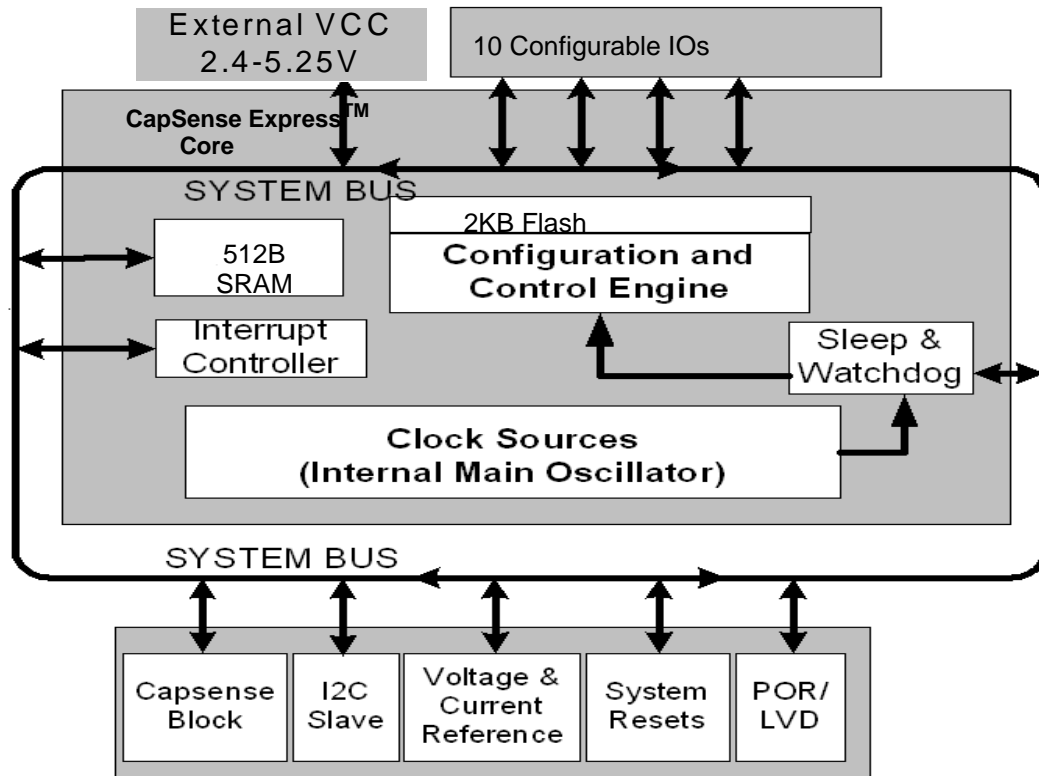 External VCC
2.4-5.25V
10 Configurable IOs
CapSense Express™
Core
SYSTEM BUS
2KB Flash
Configuration and
Control Engine
512B
SRAM
Interrupt
Controller
Sleep &
Watchdog
Clock Sources
(Internal Main Oscillator)
SYSTEM BUS
Capsense
Block
I2C
Slave
Voltage &
Current
Reference
System
Resets
POR/
LVD